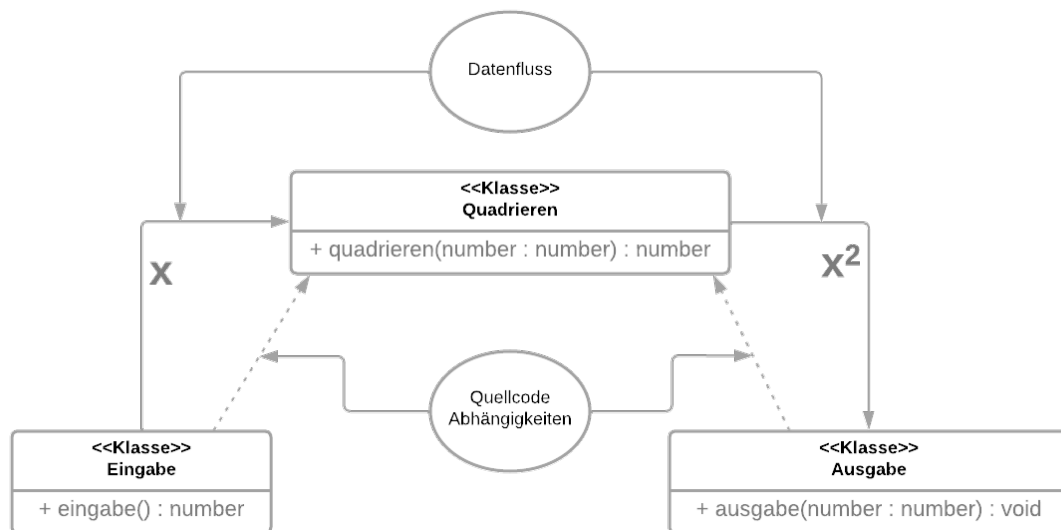 Datenfluss
<<Klasse>>
Quadrieren
+ quadrieren(number : number) : number
X
X²
Quellcode
Abhängigkeiten
<<Klasse>>
Eingabe
+ eingabe() : number
<<Klasse>>
Ausgabe
+ ausgabe(number : number) : void